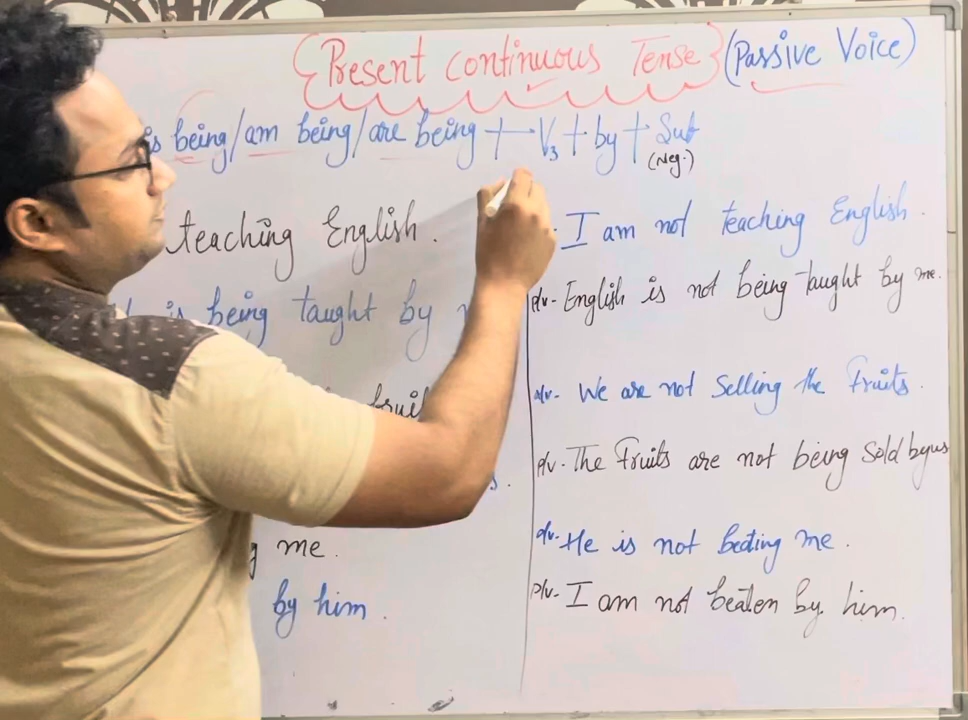 Present continuous Tense (Passive Voice)
is being/am being/are being + V3 + by + Sub
(Neg.)
teaching English.
is being taught by
fruit
me.
by him.
I am not teaching English.
p/v- English is not being taught by me.
a/v- We are not Selling the fruits.
p/v- The fruits are not being Sold by us
a/v- He is not beating me.
p/v- I am not beaten by him.